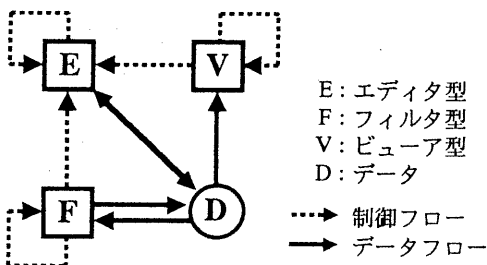 E
V
F
D
E:エディタ型
F:フィルタ型
V:ビューア型
D:データ
制御フロー
データフロー